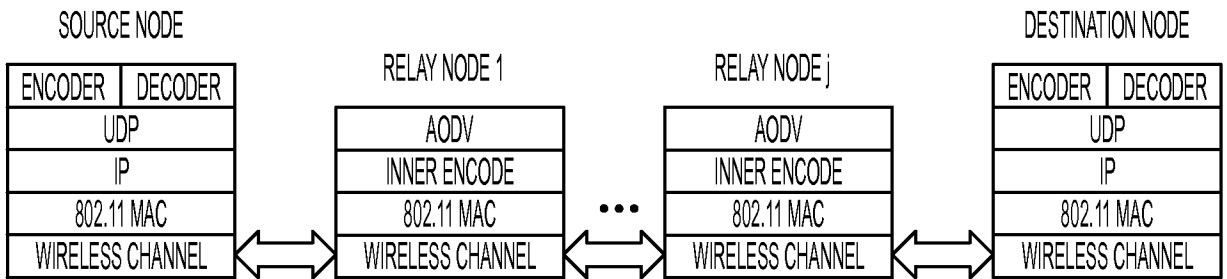 SOURCE NODE
ENCODER DECODER
UDP
IP
802.11 MAC
WIRELESS CHANNEL
RELAY NODE 1
AODV
INNER ENCODE
802.11 MAC
WIRELESS CHANNEL
•••
RELAY NODE j
AODV
INNER ENCODE
802.11 MAC
WIRELESS CHANNEL
DESTINATION NODE
ENCODER DECODER
UDP
IP
802.11 MAC
WIRELESS CHANNEL